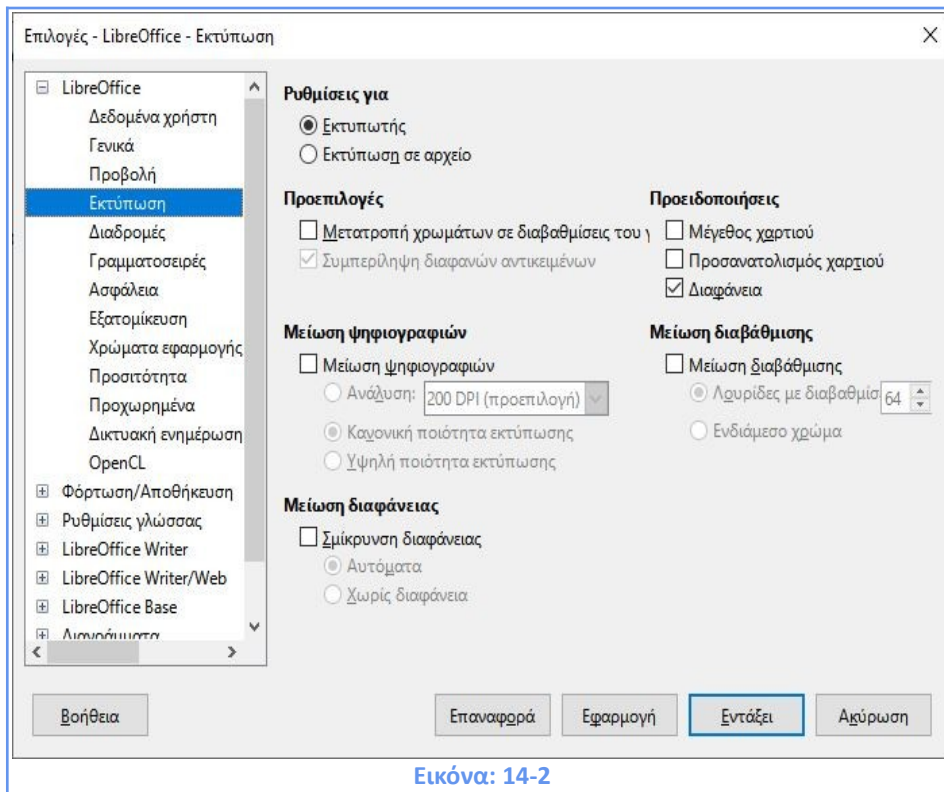 Επιλογές - LibreOffice - Εκτύπωση
LibreOffice
Δεδομένα χρήστη
Γενικά
Προβολή
Εκτύπωση
Διαδρομές
Γραμματοσειρές
Ασφάλεια
Εξατομίκευση
Χρώματα εφαρμογής
Προσιτότητα
Προχωρημένα
Δικτυακή ενημέρωση
OpenCL
Φόρτωση/Αποθήκευση
Ρυθμίσεις γλώσσας
LibreOffice Writer
LibreOffice Writer/Web
LibreOffice Base
Διαγράμματα
Ρυθμίσεις για
Εκτυπωτής
Εκτύπωση σε αρχείο
Προεπιλογές
Μετατροπή χρωμάτων σε διαβαθμίσεις του γ
Συμπερίληψη διαφανών αντικειμένων
Προειδοποιήσεις
Μέγεθος χαρτιού
Προσανατολισμός χαρτιού
Διαφάνεια
Μείωση ψηφιογραφιών
Μείωση ψηφιογραφιών
Ανάλυση: 200 DPI (προεπιλογή)
Κανονική ποιότητα εκτύπωσης
Υψηλή ποιότητα εκτύπωσης
Μείωση διαβάθμισης
Μείωση διαβάθμισης
Λουρίδες με διαβαθμίσ 64
Ενδιάμεσο χρώμα
Μείωση διαφάνειας
Σμίκρυνση διαφάνειας
Αυτόματα
Χωρίς διαφάνεια
Βοήθεια Επαναφορά Εφαρμογή Εντάξει Ακύρωση
Εικόνα: 14-2